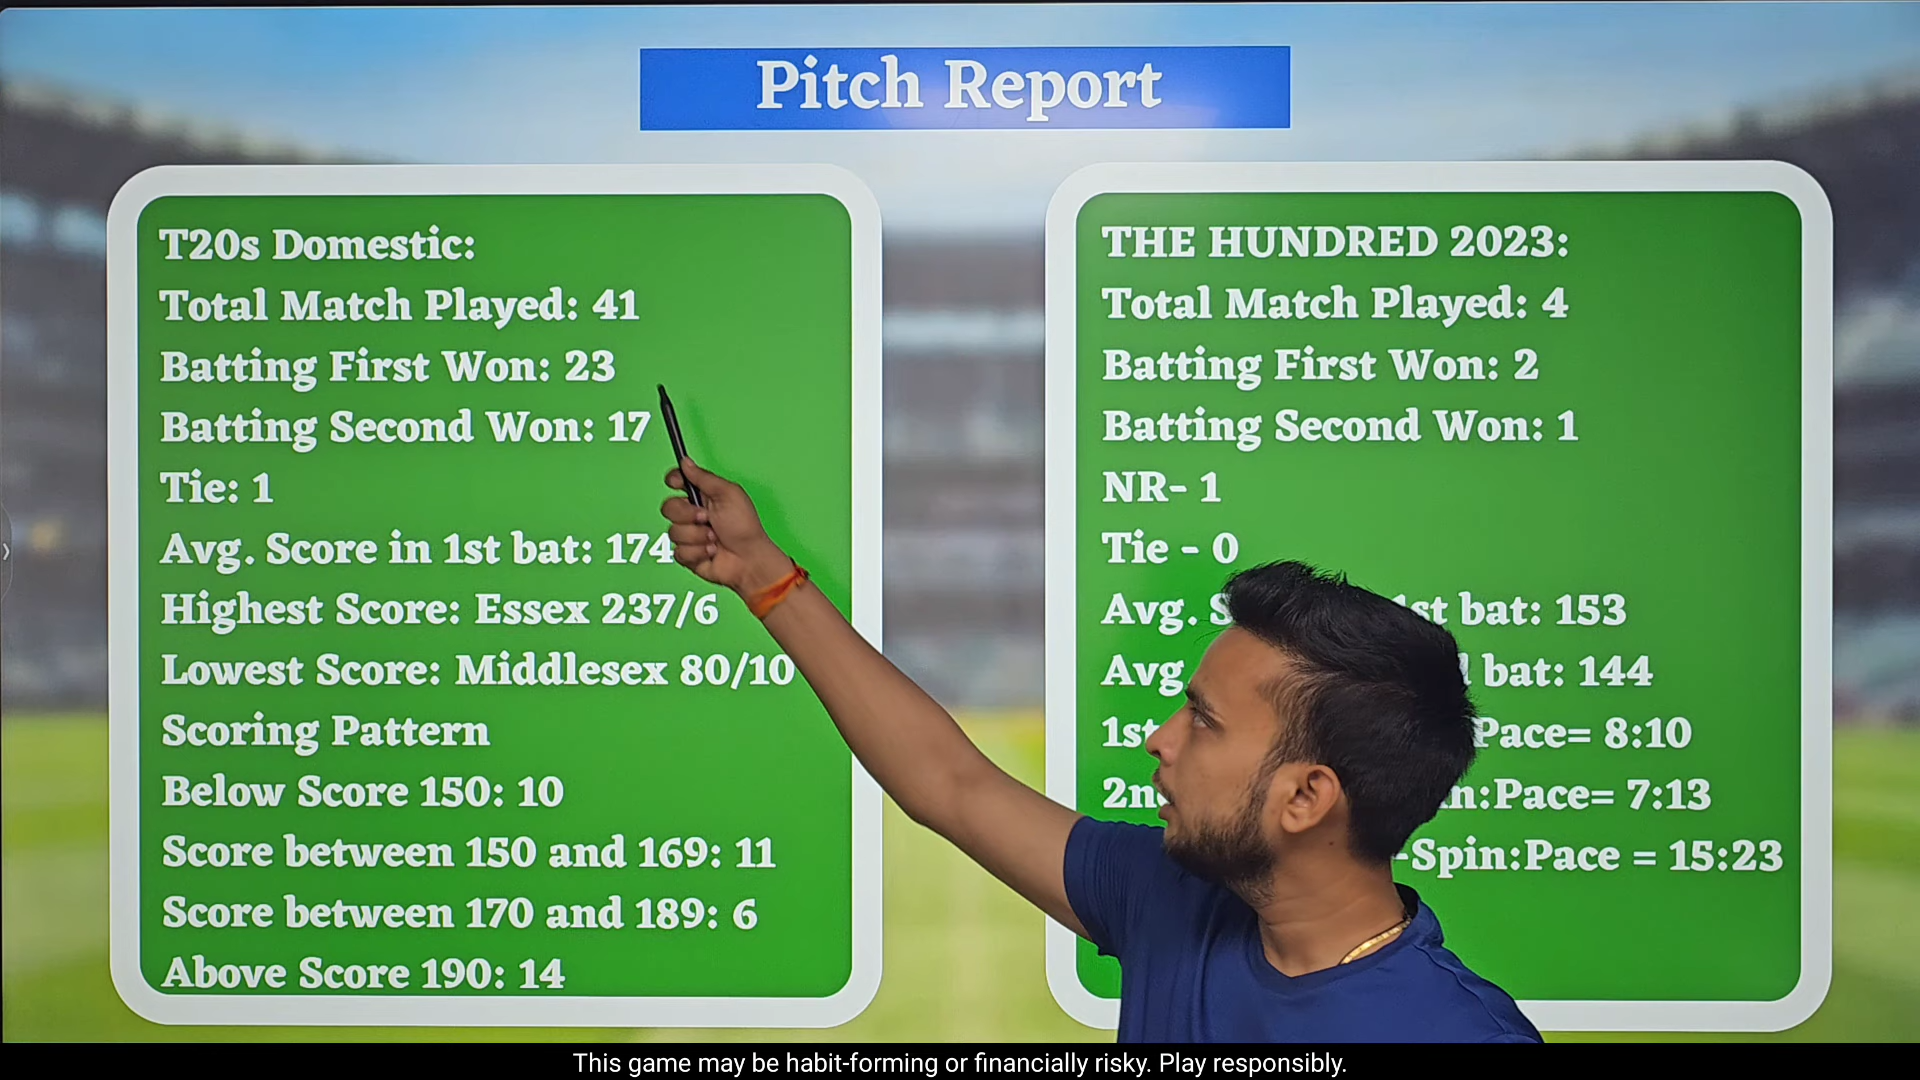 Pitch Report
T20s Domestic:
Total Match Played: 41
Batting First Won: 23
Batting Second Won: 17
Tie: 1
Avg. Score in 1st bat: 174
Highest Score: Essex 237/6
Lowest Score: Middlesex 80/10
Scoring Pattern
Below Score 150: 10
Score between 150 and 169: 11
Score between 170 and 189: 6
Above Score 190: 14
THE HUNDRED 2023:
Total Match Played: 4
Batting First Won: 2
Batting Second Won: 1
NR- 1
Tie - 0
Avg. 1st bat: 153
Avg bat: 144
1st Pace= 8:10
:Pace= 7:13
-Spin:Pace = 15:23
This game may be habit-forming or financially risky. Play responsibly.